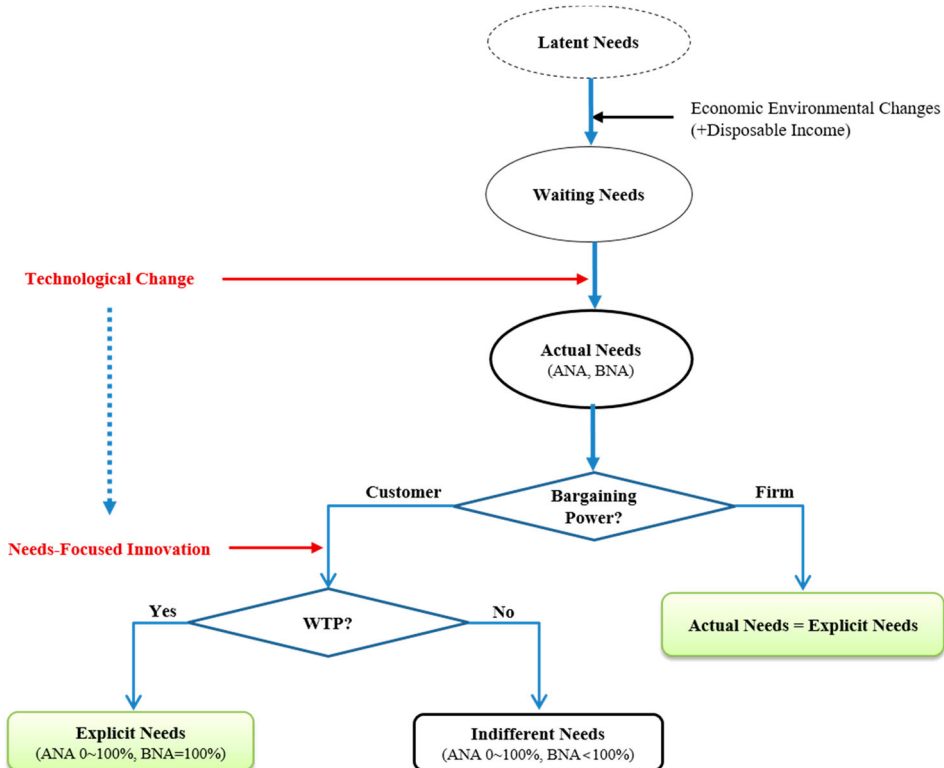 Latent Needs
Economic Environmental Changes
(+Disposable Income)
Waiting Needs
Technological Change
Actual Needs
(ANA, BNA)
Customer
Bargaining
Power?
Firm
Needs-Focused Innovation
Yes
WTP?
No
Actual Needs = Explicit Needs
Explicit Needs
(ANA 0~100%, BNA=100%)
Indifferent Needs
(ANA 0~100%, BNA<100%)